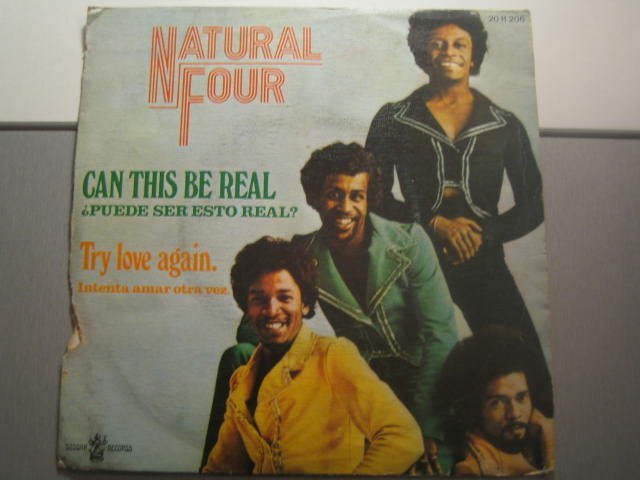 20 H 206
NATURAL
FOUR
CAN THIS BE REAL
¿PUEDE SER ESTO REAL?
Try love again.
Intenta amar otra vez.
BUDDAH RECORDS